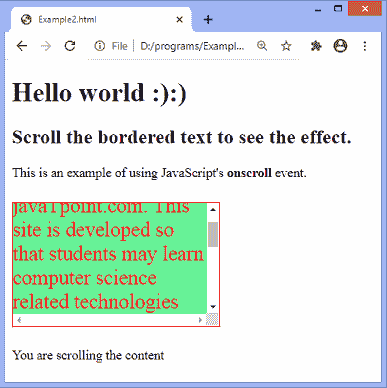 Example2.html
File
D:/programs/Exampl...
Hello world :):)
Scroll the bordered text to see the effect.
This is an example of using JavaScript's onscroll event.
javaTpoint.com. This
site is developed so
that students may learn
computer science
related technologies
You are scrolling the content